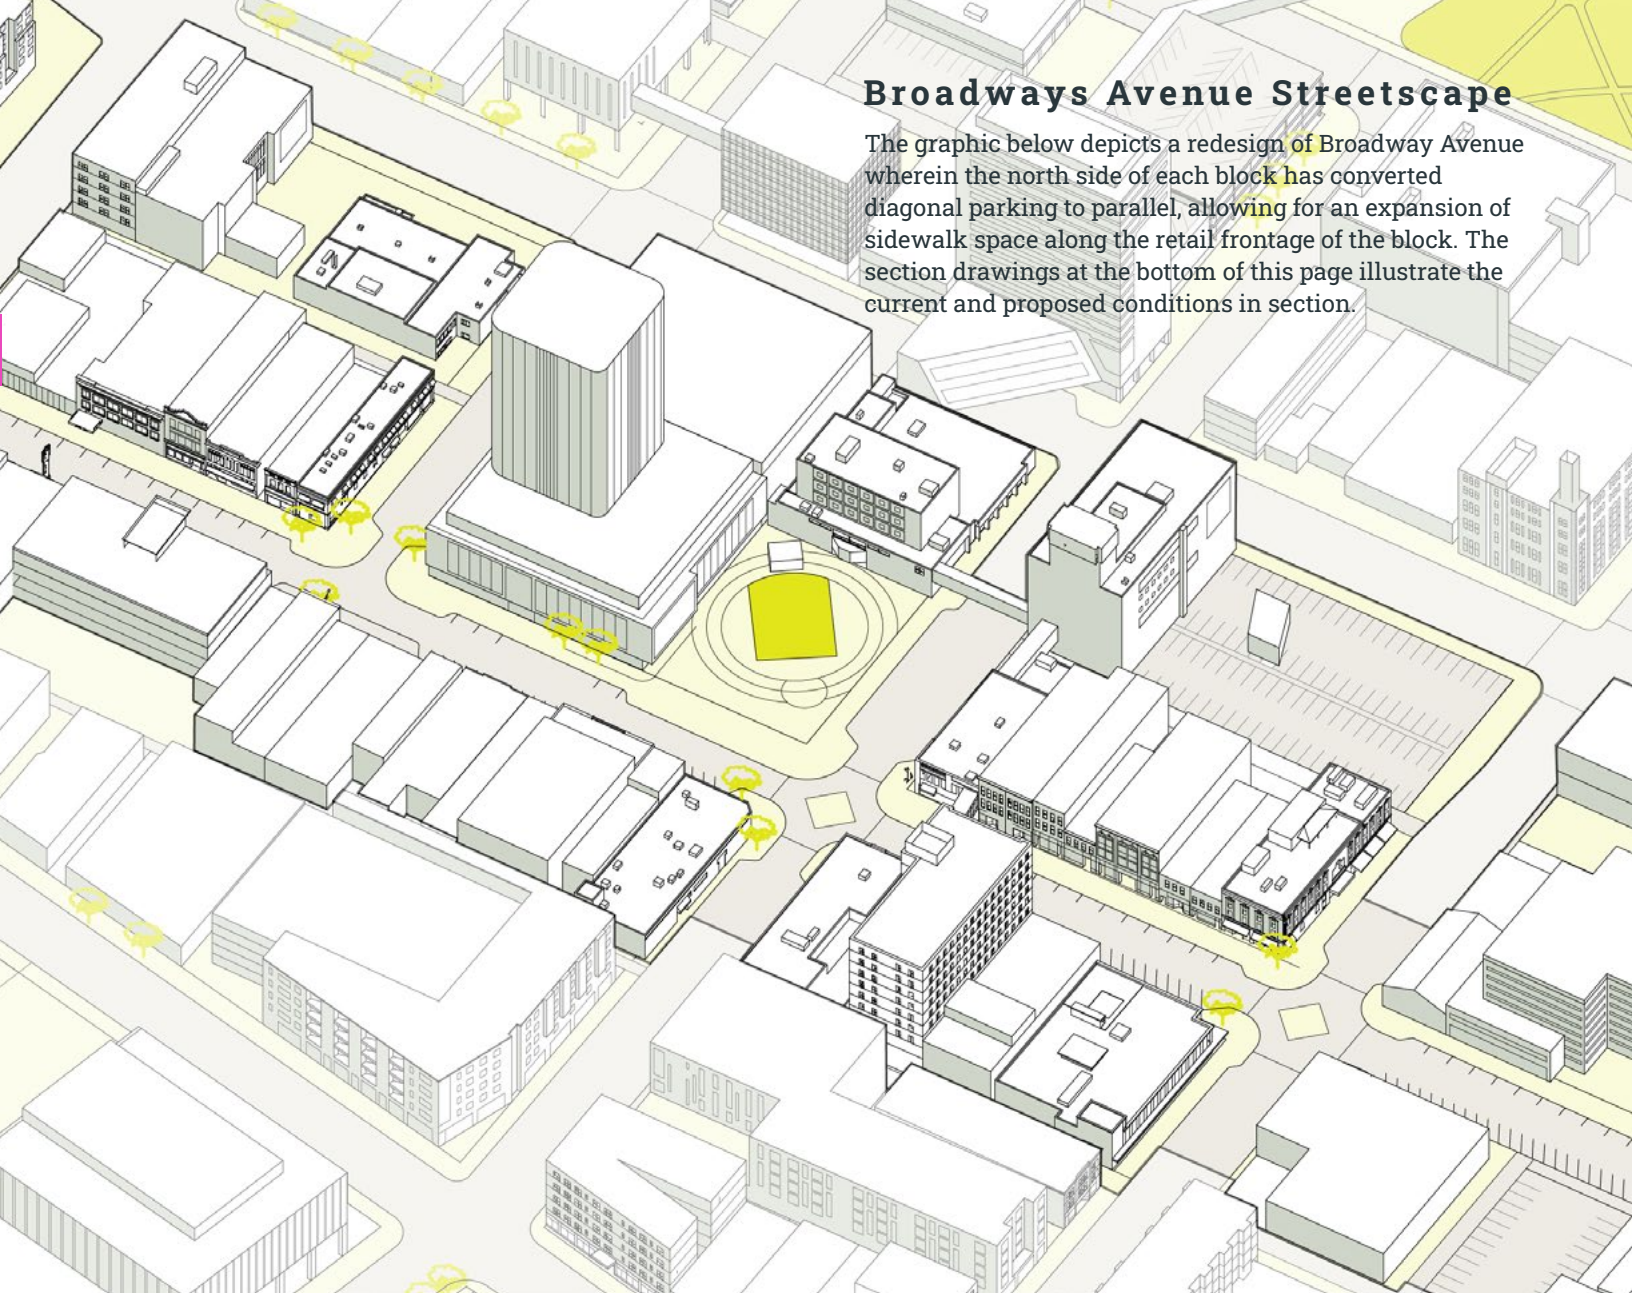 Broadways Avenue Streetscape
The graphic below depicts a redesign of Broadway Avenue
wherein the north side of each block has converted
diagonal parking to parallel, allowing for an expansion of
sidewalk space along the retail frontage of the block. The
section drawings at the bottom of this page illustrate the
current and proposed conditions in section.